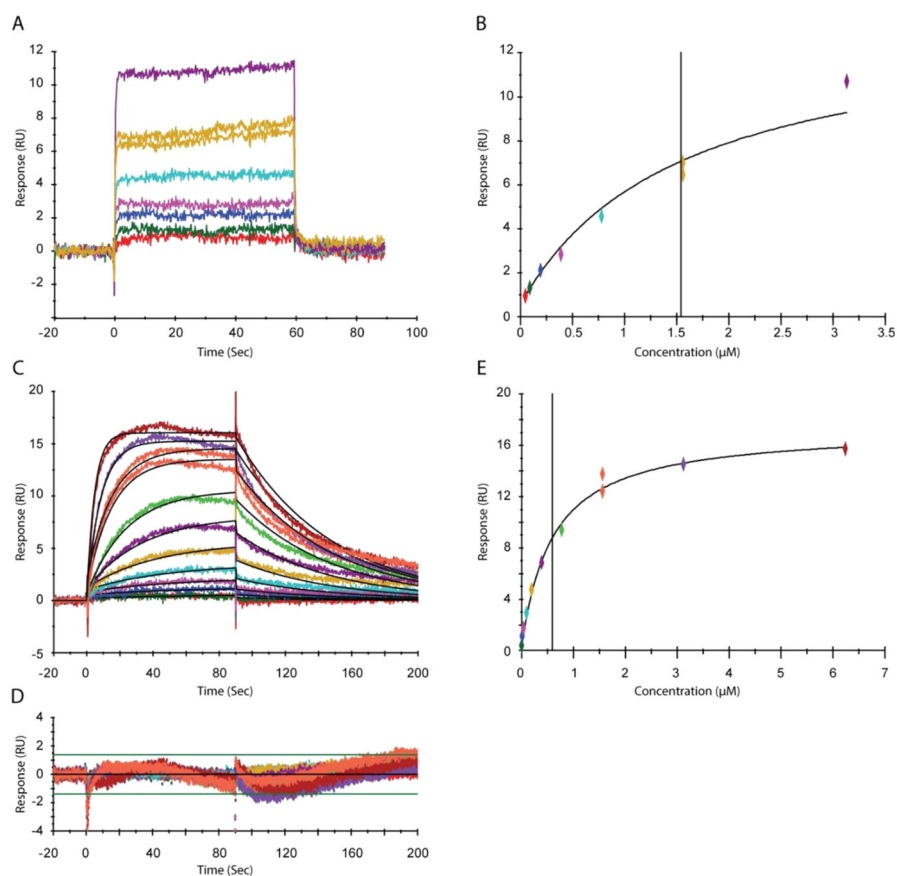 A
12
10
8
6
4
2
0
-2
-4
Response (RU)
-20 0 20 40 60 80 100
Time (Sec)
B
12
10
8
6
4
2
0
Response (RU)
0 0.5 1 1.5 2 2.5 3 3.5
Concentration (µM)
C
20
15
10
5
0
-5
Response (RU)
-20 0 40 80 120 160 200
Time (Sec)
E
20
16
12
8
4
0
Response (RU)
0 1 2 3 4 5 6 7
Concentration (µM)
D
4
2
0
-2
-4
Response (RU)
-20 0 40 80 120 160 200
Time (Sec)